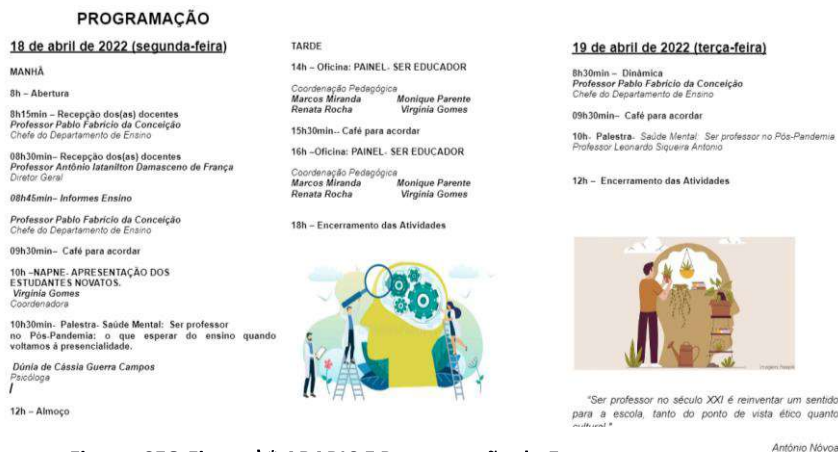 PROGRAMAÇÃO
18 de abril de 2022 (segunda-feira)
MANHÃ
8h – Abertura
8h15min – Recepção dos(as) docentes
Professor Pablo Fabrício da Conceição
Chefe do Departamento de Ensino
08h30min– Recepção dos(as) docentes
Professor Antônio Iatanilton Damasceno de França
Diretor Geral
08h45min– Informes Ensino
Professor Pablo Fabrício da Conceição
Chefe do Departamento de Ensino
09h30min– Café para acordar
10h –NAPNE- APRESENTAÇÃO DOS
ESTUDANTES NOVATOS.
Virginia Gomes
Coordenadora
10h30min- Palestra- Saúde Mental: Ser professor
no Pós-Pandemia: o que esperar do ensino quando
voltamos à presencialidade.
Dúnia de Cássia Guerra Campos
Psicóloga
/
12h – Almoço
TARDE
14h – Oficina: PAINEL- SER EDUCADOR
Coordenação Pedagógica
Marcos Miranda Monique Parente
Renata Rocha Virginia Gomes
15h30min-- Café para acordar
16h –Oficina: PAINEL- SER EDUCADOR
Coordenação Pedagógica
Marcos Miranda Monique Parente
Renata Rocha Virginia Gomes
18h – Encerramento das Atividades
19 de abril de 2022 (terça-feira)
8h30min – Dinâmica
Professor Pablo Fabrício da Conceição
Chefe do Departamento de Ensino
09h30min– Café para acordar
10h- Palestra- Saúde Mental: Ser professor no Pós-Pandemia
Professor Leonardo Siqueira Antonio
12h – Encerramento das Atividades
"Ser professor no século XXI é reinventar um sentido
para a escola, tanto do ponto de vista ético quanto
cultural."
António Nóvoa